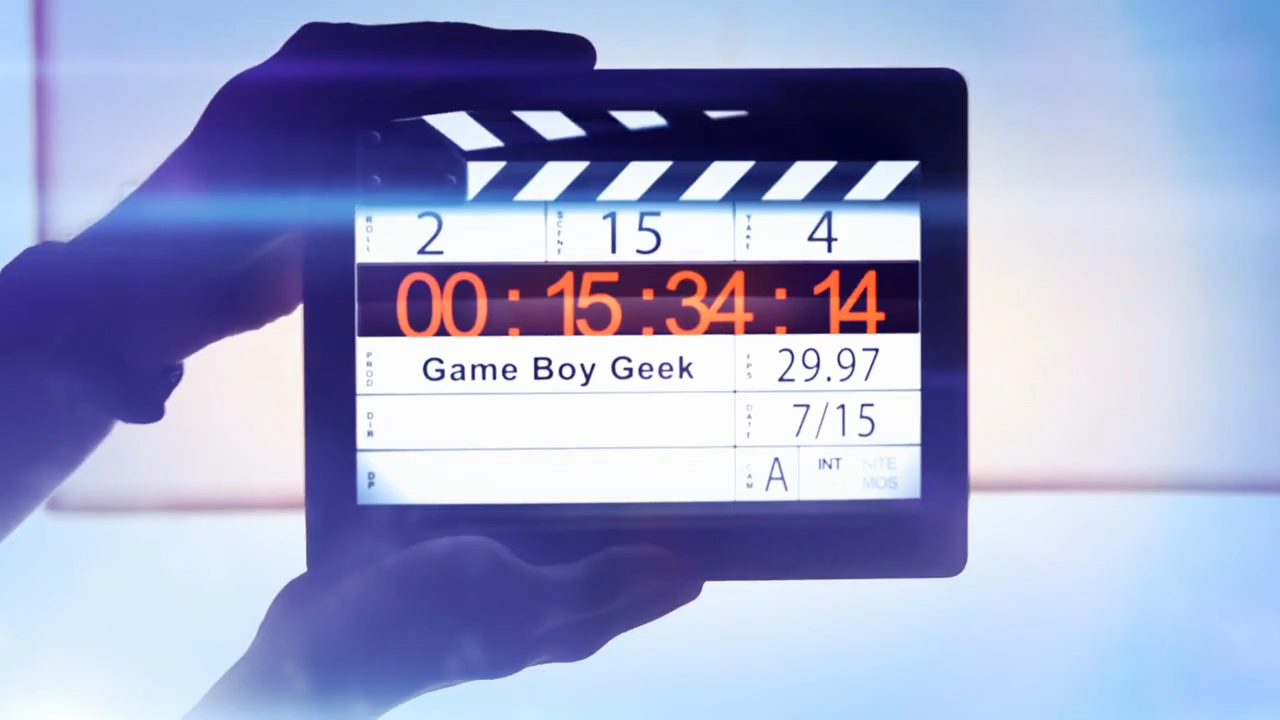 ROLL 2 SCENE 15 TAKE 4
00:15:34:14
PROD Game Boy Geek FPS 29.97
DIR DATE 7/15
DP CAM A INT NITE
MOS